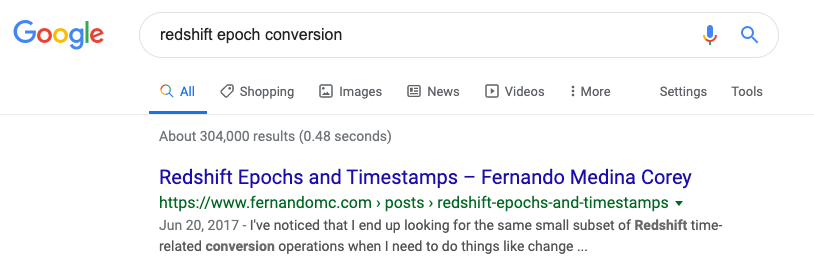 Google redshift epoch conversion
All Shopping Images News Videos More Settings Tools
About 304,000 results (0.48 seconds)
Redshift Epochs and Timestamps – Fernando Medina Corey
https://www.fernandomc.com › posts › redshift-epochs-and-timestamps
Jun 20, 2017 - I've noticed that I end up looking for the same small subset of Redshift time-
related conversion operations when I need to do things like change ...